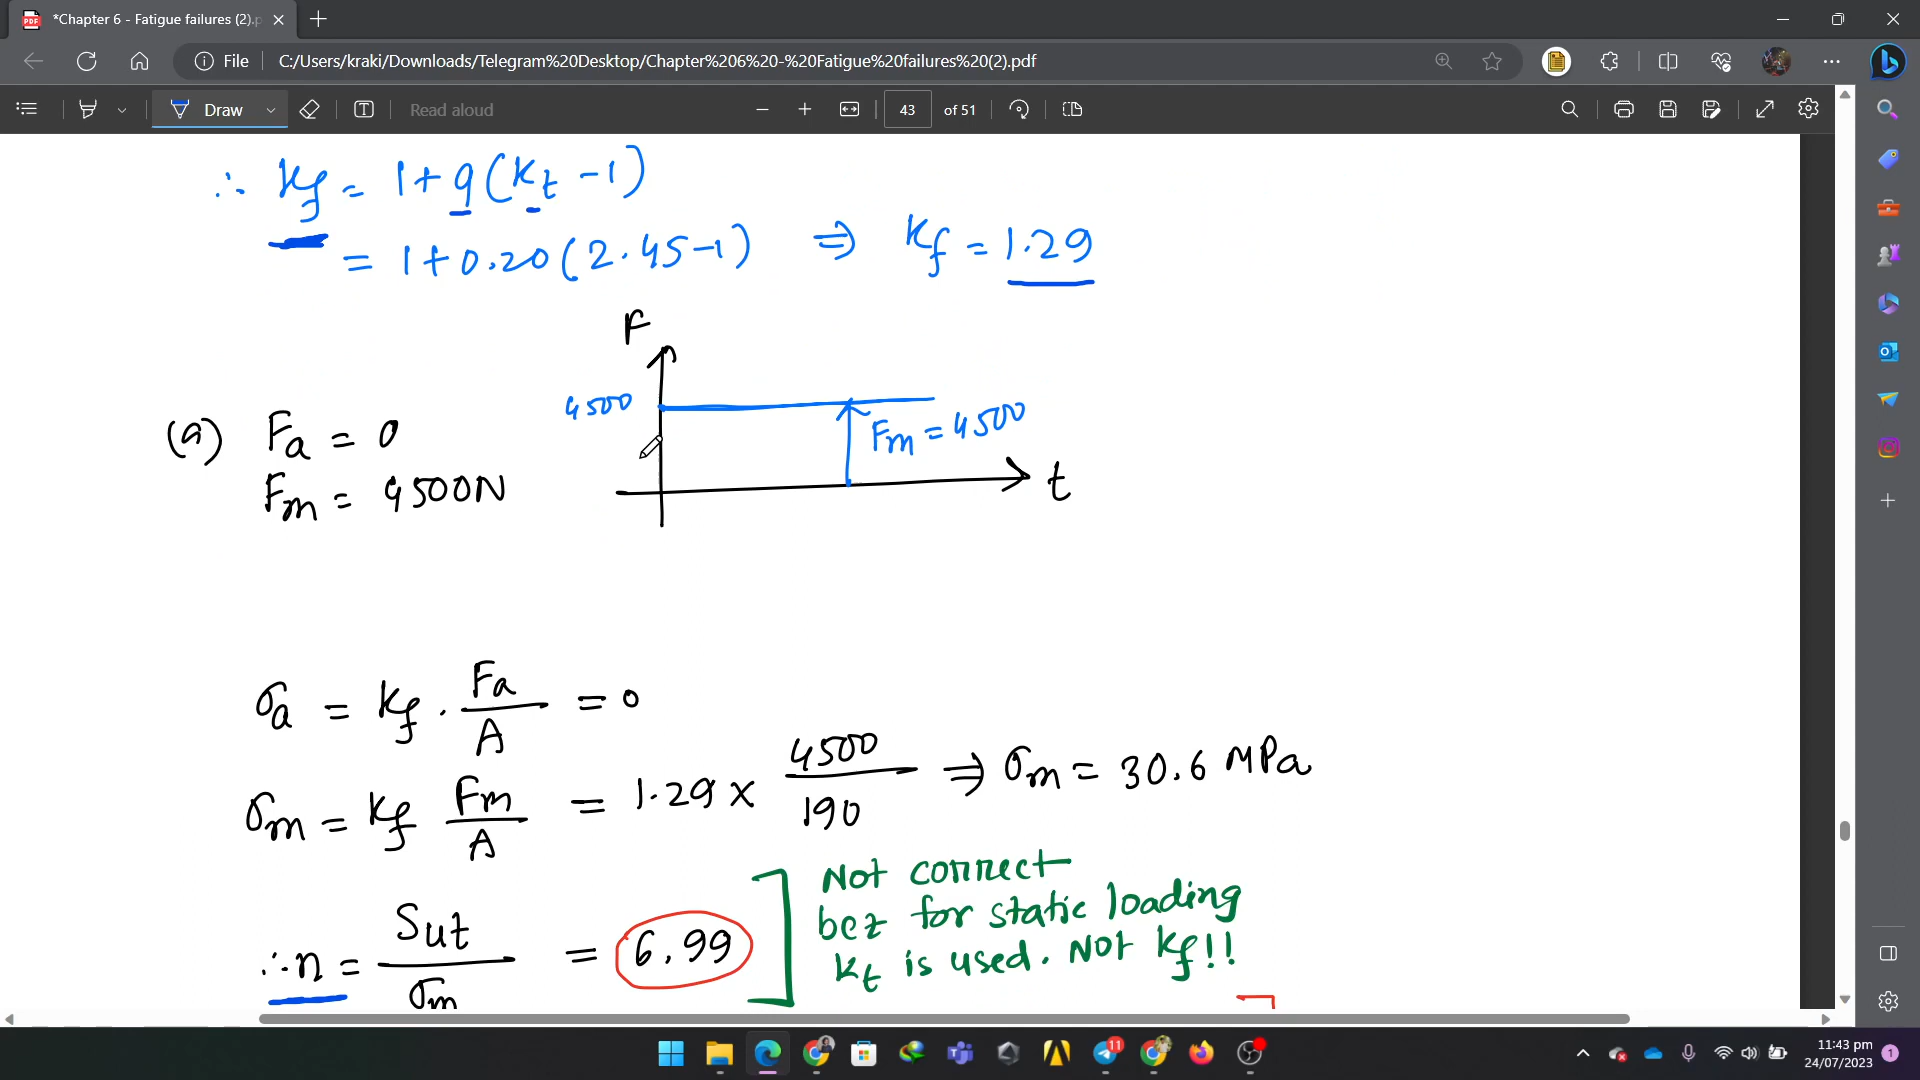 *Chapter 6 - Fatigue failures (2).p
File
C:/Users/kraki/Downloads/Telegram%20Desktop/Chapter%206%20-%20Fatigue%20failures%20(2).pdf
Draw
Read aloud
43 of 51
∴ kf = 1+q(kt -1)
= 1+0.20(2.45-1) ⇒ kf = 1.29
F
4500
(a) Fa = 0
Fm = 4500
Fm = 4500N
t
σa = kf . Fa/A = 0
σm = kf Fm/A = 1.29 × 4500/190 ⇒ σm = 30.6 MPa
∴ n = Sut/σm = 6.99
Not correct
bcz for static loading
kt is used. Not kf!!
11
11:43 pm
24/07/2023
1